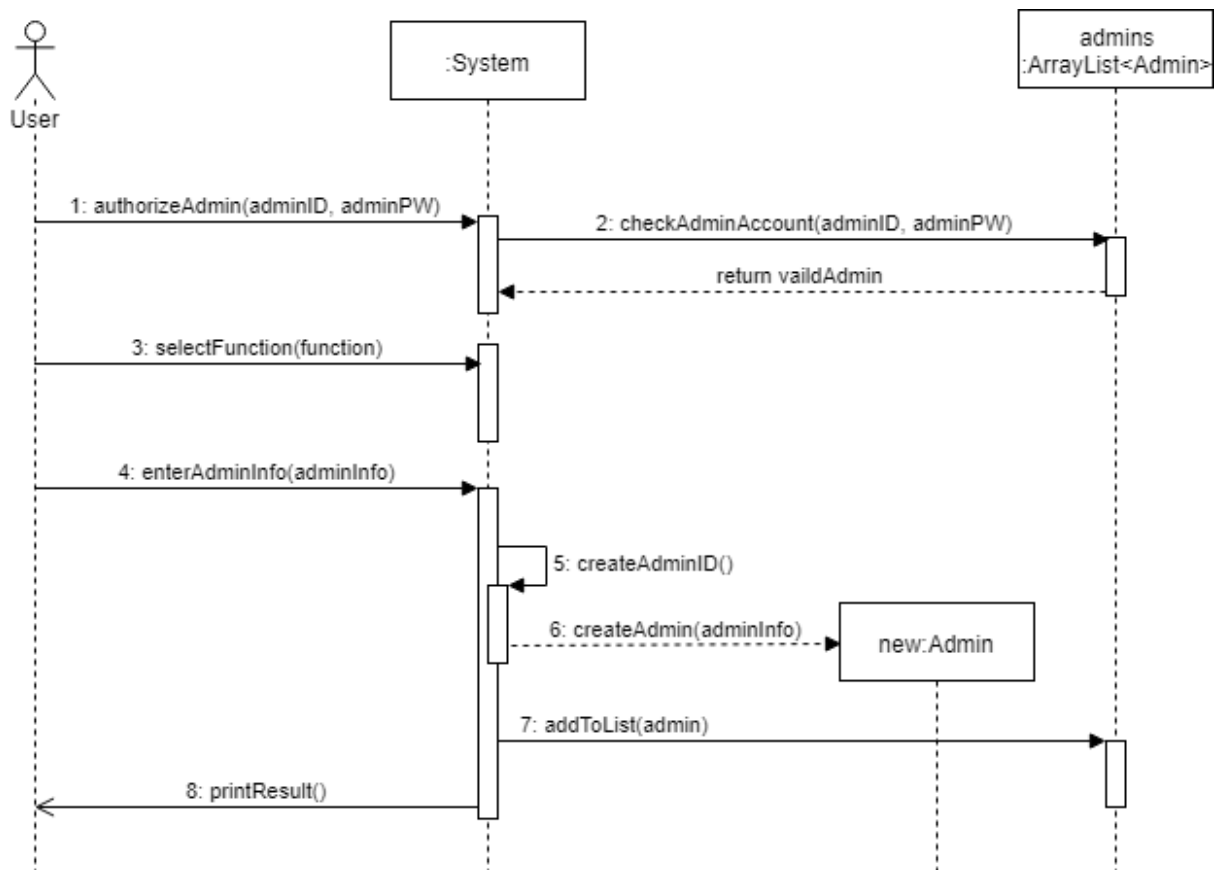 User
:System
admins
:ArrayList<Admin>
1: authorizeAdmin(adminID, adminPW)
2: checkAdminAccount(adminID, adminPW)
return vaildAdmin
3: selectFunction(function)
4: enterAdminInfo(adminInfo)
5: createAdminID()
6: createAdmin(adminInfo)
new:Admin
7: addToList(admin)
8: printResult()